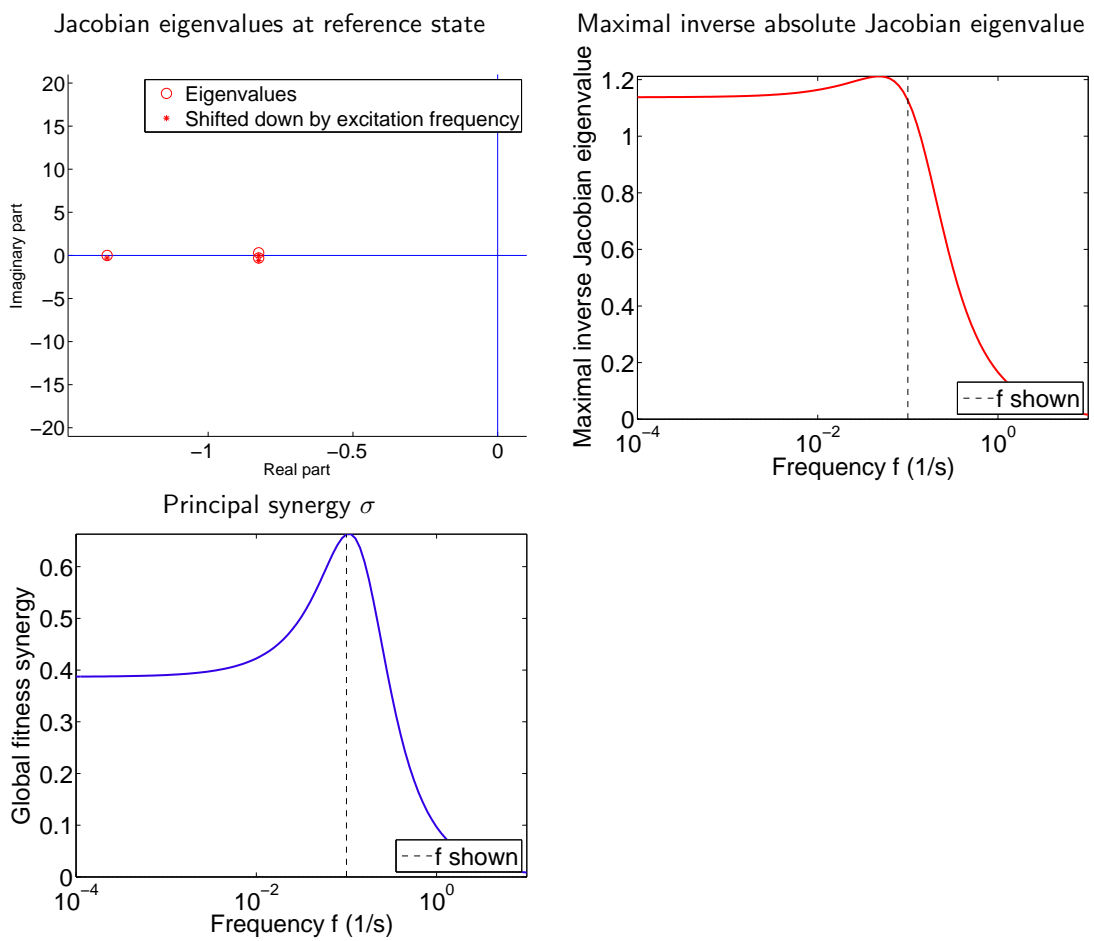 Jacobian eigenvalues at reference state
Maximal inverse absolute Jacobian eigenvalue
Eigenvalues
Shifted down by excitation frequency
20
15
10
5
0
−5
−10
−15
−20
−1
−0.5
0
Real part
Imaginary part
1.2
1
0.8
0.6
0.4
0.2
0
10−4
10−2
100
Frequency f (1/s)
Maximal inverse Jacobian eigenvalue
f shown
Principal synergy σ
0.6
0.5
0.4
0.3
0.2
0.1
0
10−4
10−2
100
Frequency f (1/s)
Global fitness synergy
f shown